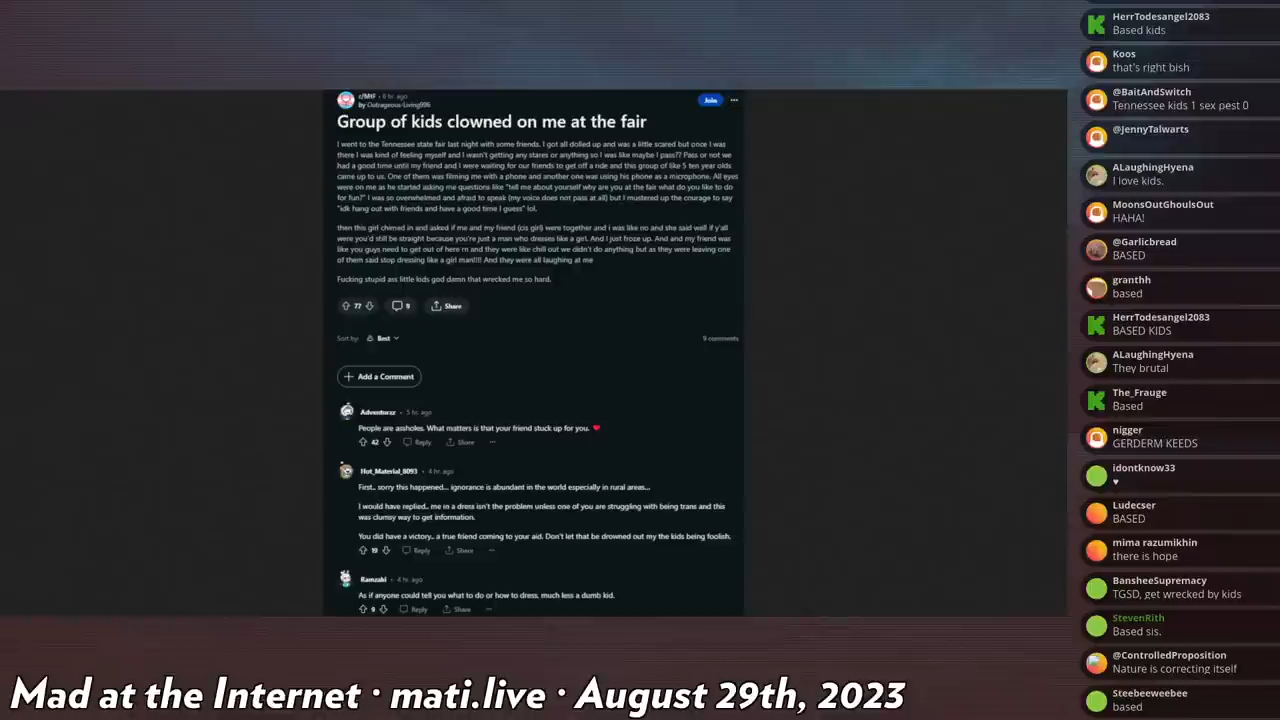 r/MtF • 6 hr. ago
by Outrageous-Living996
Join
Group of kids clowned on me at the fair
I went to the Tennessee state fair last night with some friends. I got all dolled up and was a little scared but once I was
there I was kind of feeling myself and I wasn't getting any stares or anything so I was like maybe I pass?? Pass or not we
had a good time until my friend and I were waiting for our friends to get off a ride and this group of like 5 ten year olds
came up to us. One of them was filming me with a phone and another one was using his phone as a microphone. All eyes
were on me as he started asking me questions like "tell me about yourself why are you at the fair what do you like to do
for fun?" I was so overwhelmed and afraid to speak (my voice does not pass at all) but I mustered up the courage to say
"idk hang out with friends and have a good time I guess" lol.
then this girl chimed in and asked if me and my friend (cis girl) were together and i was like no and she said well if y'all
were you'd still be straight because you're just a man who dresses like a girl. And I just froze up. And and my friend was
like you guys need to get out of here rn and they were like chill out we didn't do anything but as they were leaving one
of them said stop dressing like a girl man!!!! And they were all laughing at me
Fucking stupid ass little kids god damn that wrecked me so hard.
77
9
Share
Sort by:
Best
9 comments
Add a Comment
Adventurzz • 5 hr. ago
People are assholes. What matters is that your friend stuck up for you. ❤
42
Reply
Share
Hot_Material_8093 • 4 hr. ago
First.. sorry this happened... ignorance is abundant in the world especially in rural areas...
I would have replied.. me in a dress isn't the problem unless one of you are struggling with being trans and this
was clumsy way to get information.
You did have a victory.. a true friend coming to your aid. Don't let that be drowned out my the kids being foolish.
19
Reply
Share
Ramzaki • 4 hr. ago
As if anyone could tell you what to do or how to dress, much less a dumb kid.
9
Reply
Share
HerrTodesangel2083
Based kids
Koos
that's right bish
@BaitAndSwitch
Tennessee kids 1 sex pest 0
@JennyTalwarts
ALaughingHyena
I love kids.
MoonsOutGhoulsOut
HAHA!
@Garlicbread
BASED
granthh
based
HerrTodesangel2083
BASED KIDS
ALaughingHyena
They brutal
The_Frauge
Based
nigger
GERDERM KEEDS
idontknow33
♥
Ludecser
BASED
mima razumikhin
there is hope
BansheeSupremacy
TGSD, get wrecked by kids
StevenRith
Based sis.
@ControlledProposition
Nature is correcting itself
Steebeeweebee
based
Mad at the Internet · mati.live · August 29th, 2023